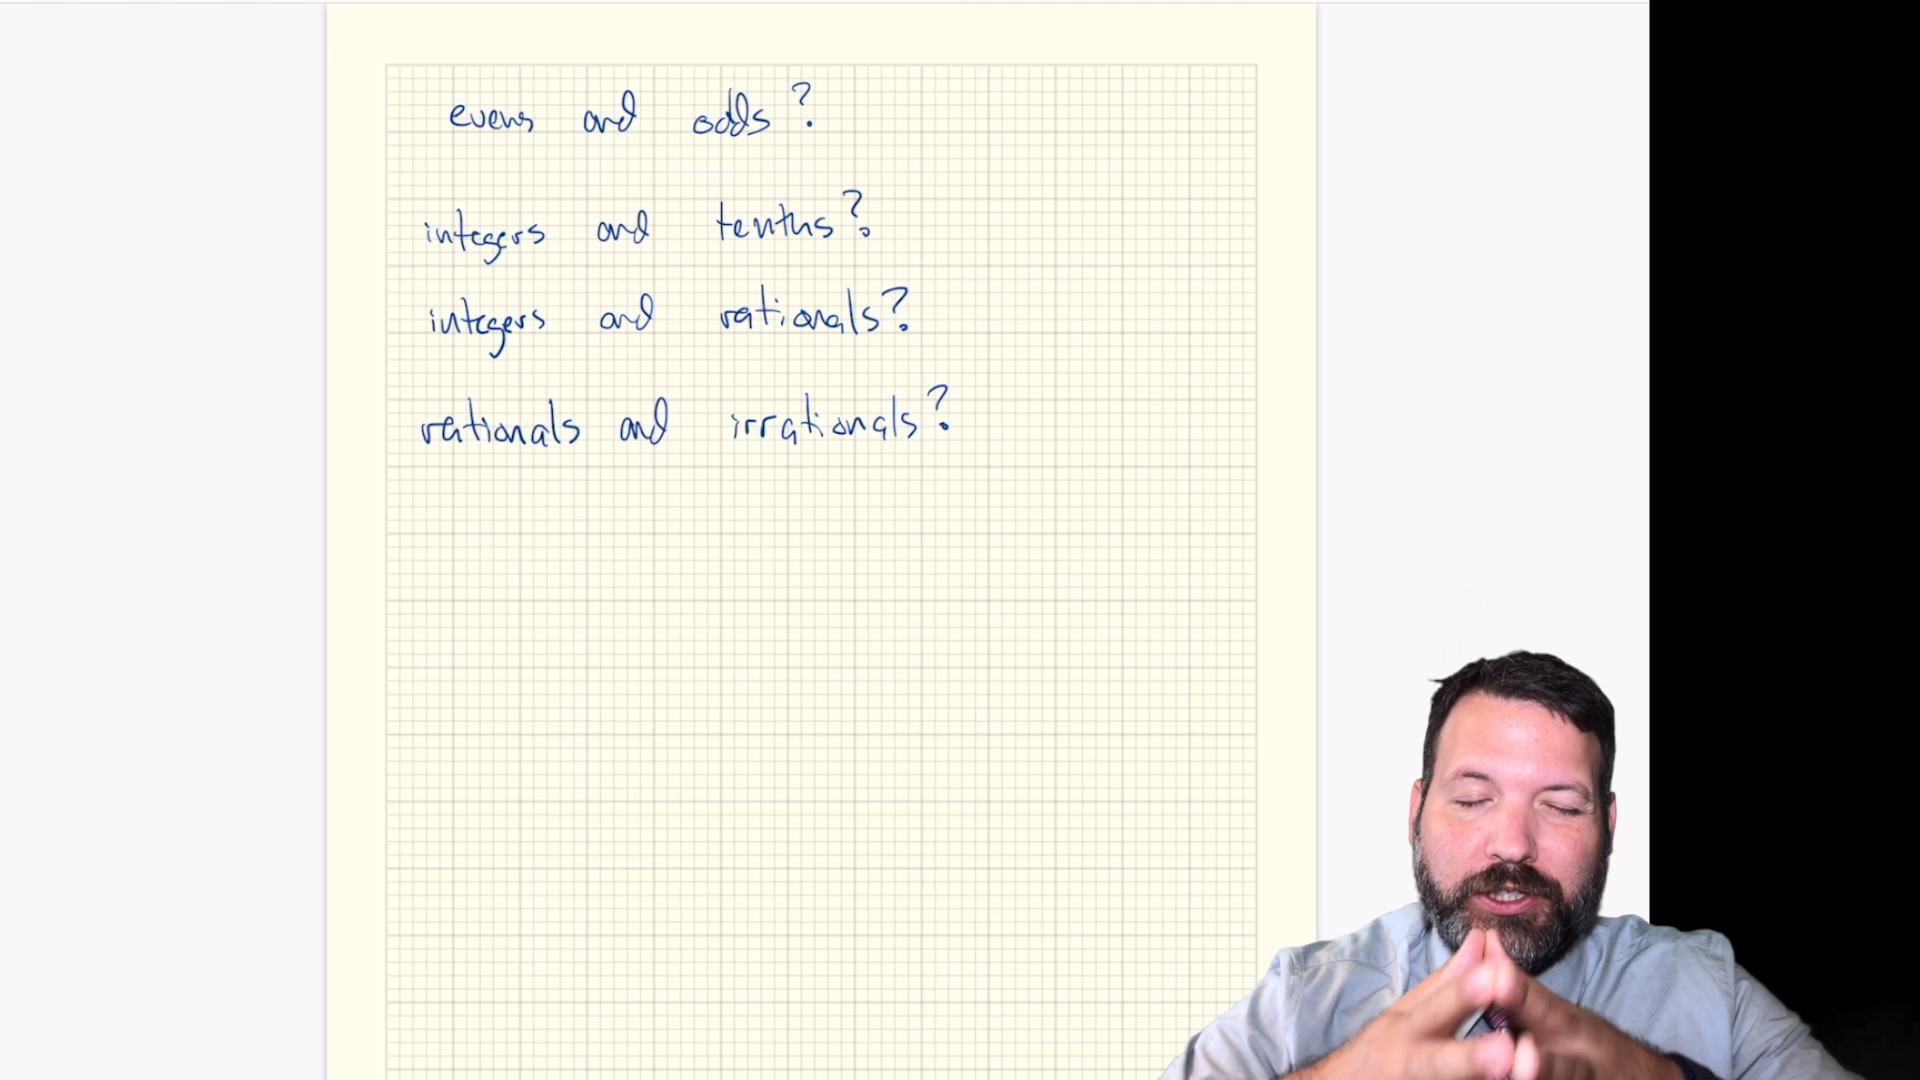 evens and odds?
integers and tenths?
integers and rationals?
rationals and irrationals?